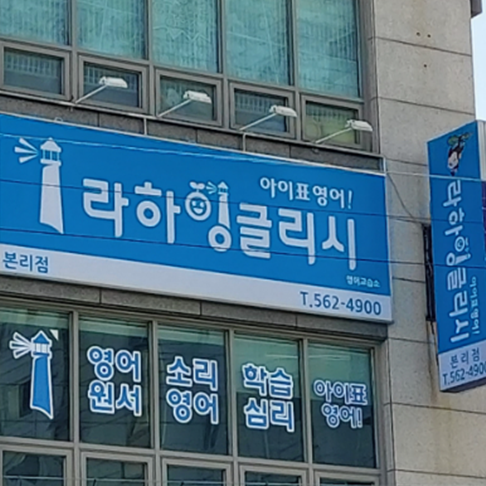 아이표영어!
라하잉글리시
본리점
영어교습소
T.562-4900
영어 소리 학습 아이표
원서 영어 심리 영어!
라하잉글리시
아이표영어!
본리점
T.562-4900